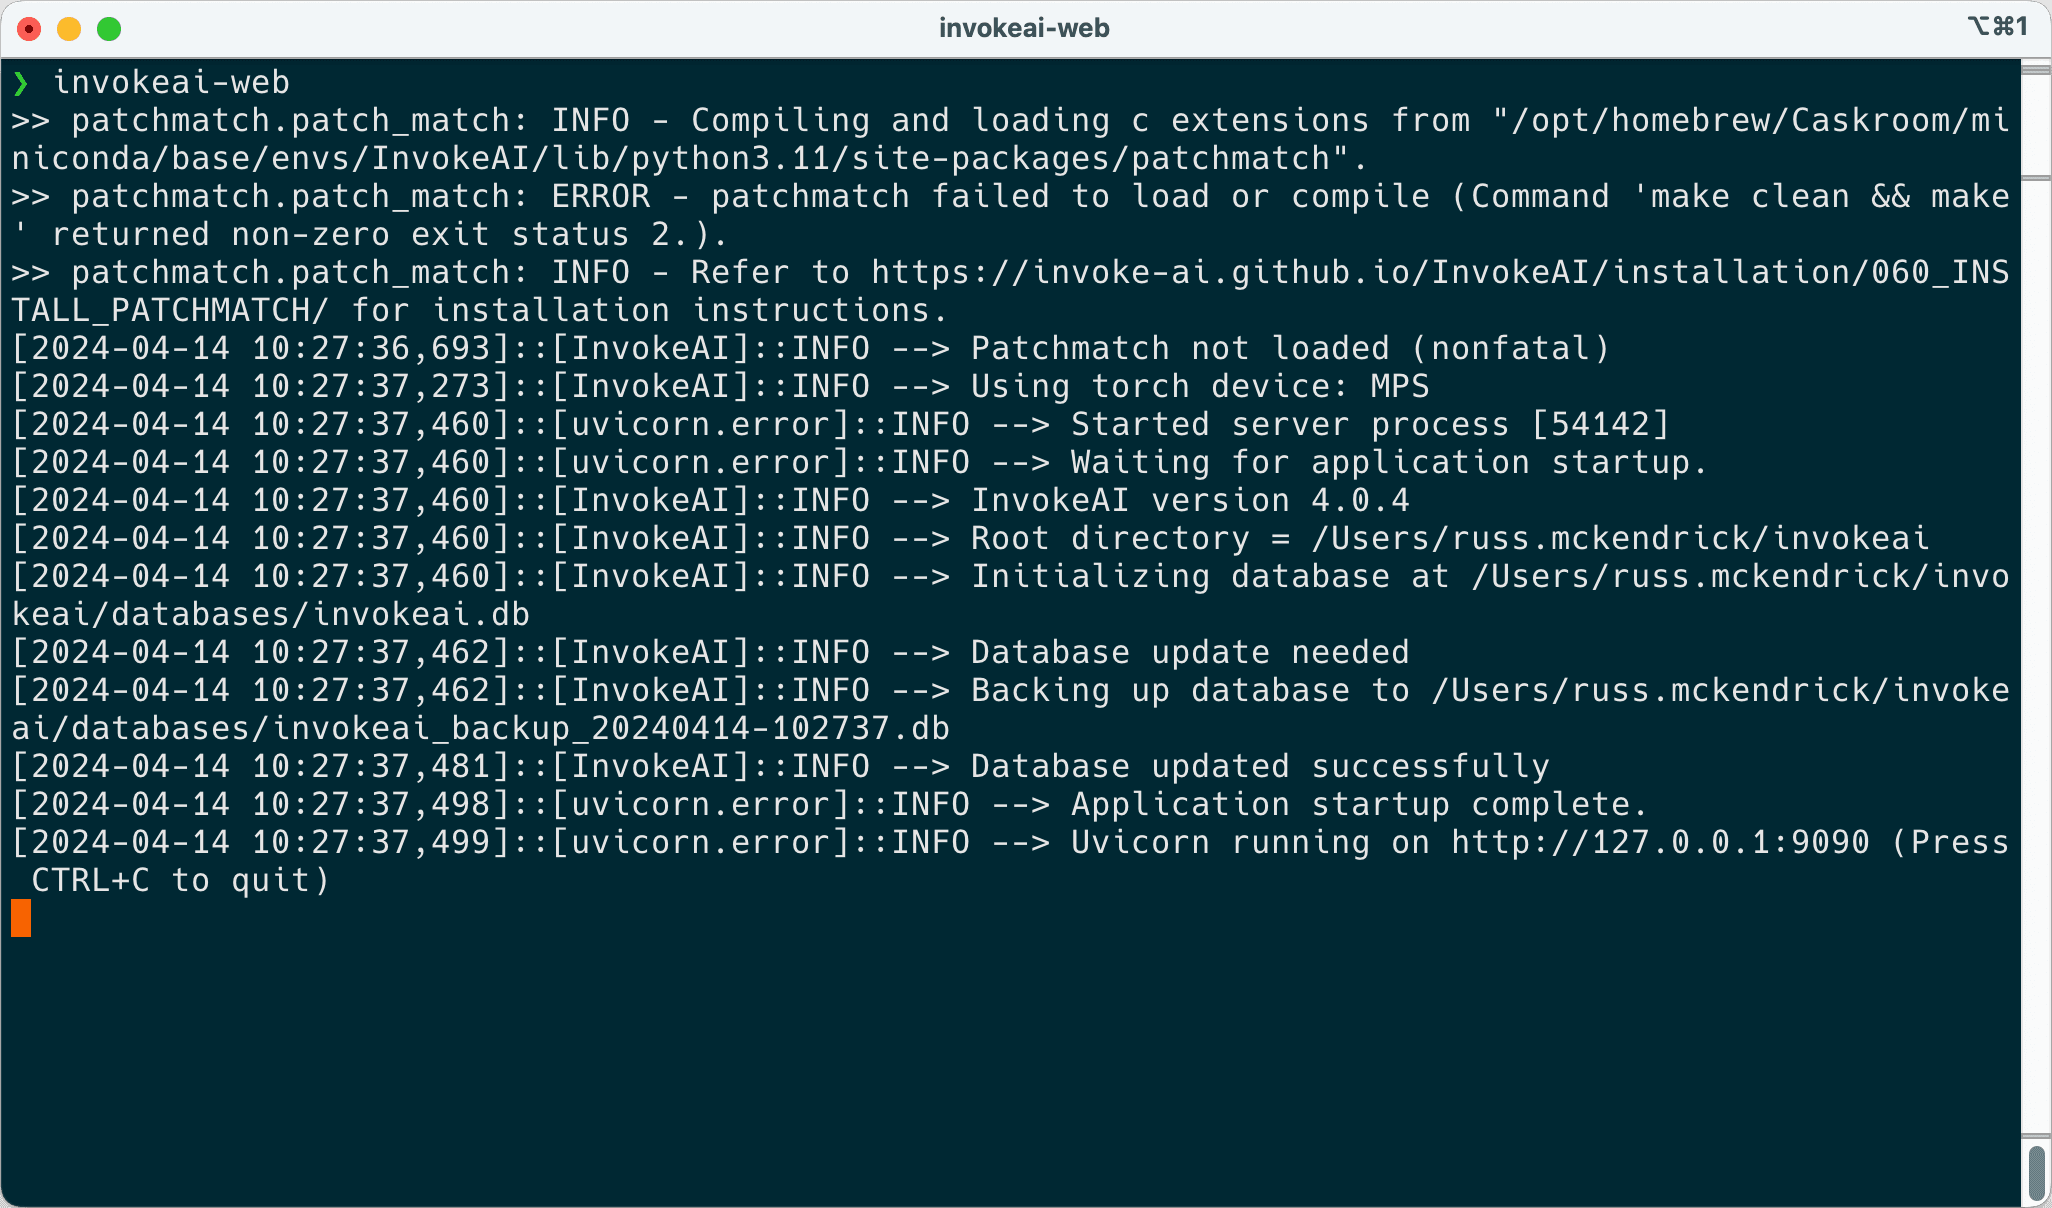 invokeai-web
⌥⌘1
❯ invokeai-web
>> patchmatch.patch_match: INFO - Compiling and loading c extensions from "/opt/homebrew/Caskroom/mi
niconda/base/envs/InvokeAI/lib/python3.11/site-packages/patchmatch".
>> patchmatch.patch_match: ERROR - patchmatch failed to load or compile (Command 'make clean && make
' returned non-zero exit status 2.).
>> patchmatch.patch_match: INFO - Refer to https://invoke-ai.github.io/InvokeAI/installation/060_INS
TALL_PATCHMATCH/ for installation instructions.
[2024-04-14 10:27:36,693]::[InvokeAI]::INFO --> Patchmatch not loaded (nonfatal)
[2024-04-14 10:27:37,273]::[InvokeAI]::INFO --> Using torch device: MPS
[2024-04-14 10:27:37,460]::[uvicorn.error]::INFO --> Started server process [54142]
[2024-04-14 10:27:37,460]::[uvicorn.error]::INFO --> Waiting for application startup.
[2024-04-14 10:27:37,460]::[InvokeAI]::INFO --> InvokeAI version 4.0.4
[2024-04-14 10:27:37,460]::[InvokeAI]::INFO --> Root directory = /Users/russ.mckendrick/invokeai
[2024-04-14 10:27:37,460]::[InvokeAI]::INFO --> Initializing database at /Users/russ.mckendrick/invo
keai/databases/invokeai.db
[2024-04-14 10:27:37,462]::[InvokeAI]::INFO --> Database update needed
[2024-04-14 10:27:37,462]::[InvokeAI]::INFO --> Backing up database to /Users/russ.mckendrick/invoke
ai/databases/invokeai_backup_20240414-102737.db
[2024-04-14 10:27:37,481]::[InvokeAI]::INFO --> Database updated successfully
[2024-04-14 10:27:37,498]::[uvicorn.error]::INFO --> Application startup complete.
[2024-04-14 10:27:37,499]::[uvicorn.error]::INFO --> Uvicorn running on http://127.0.0.1:9090 (Press
 CTRL+C to quit)